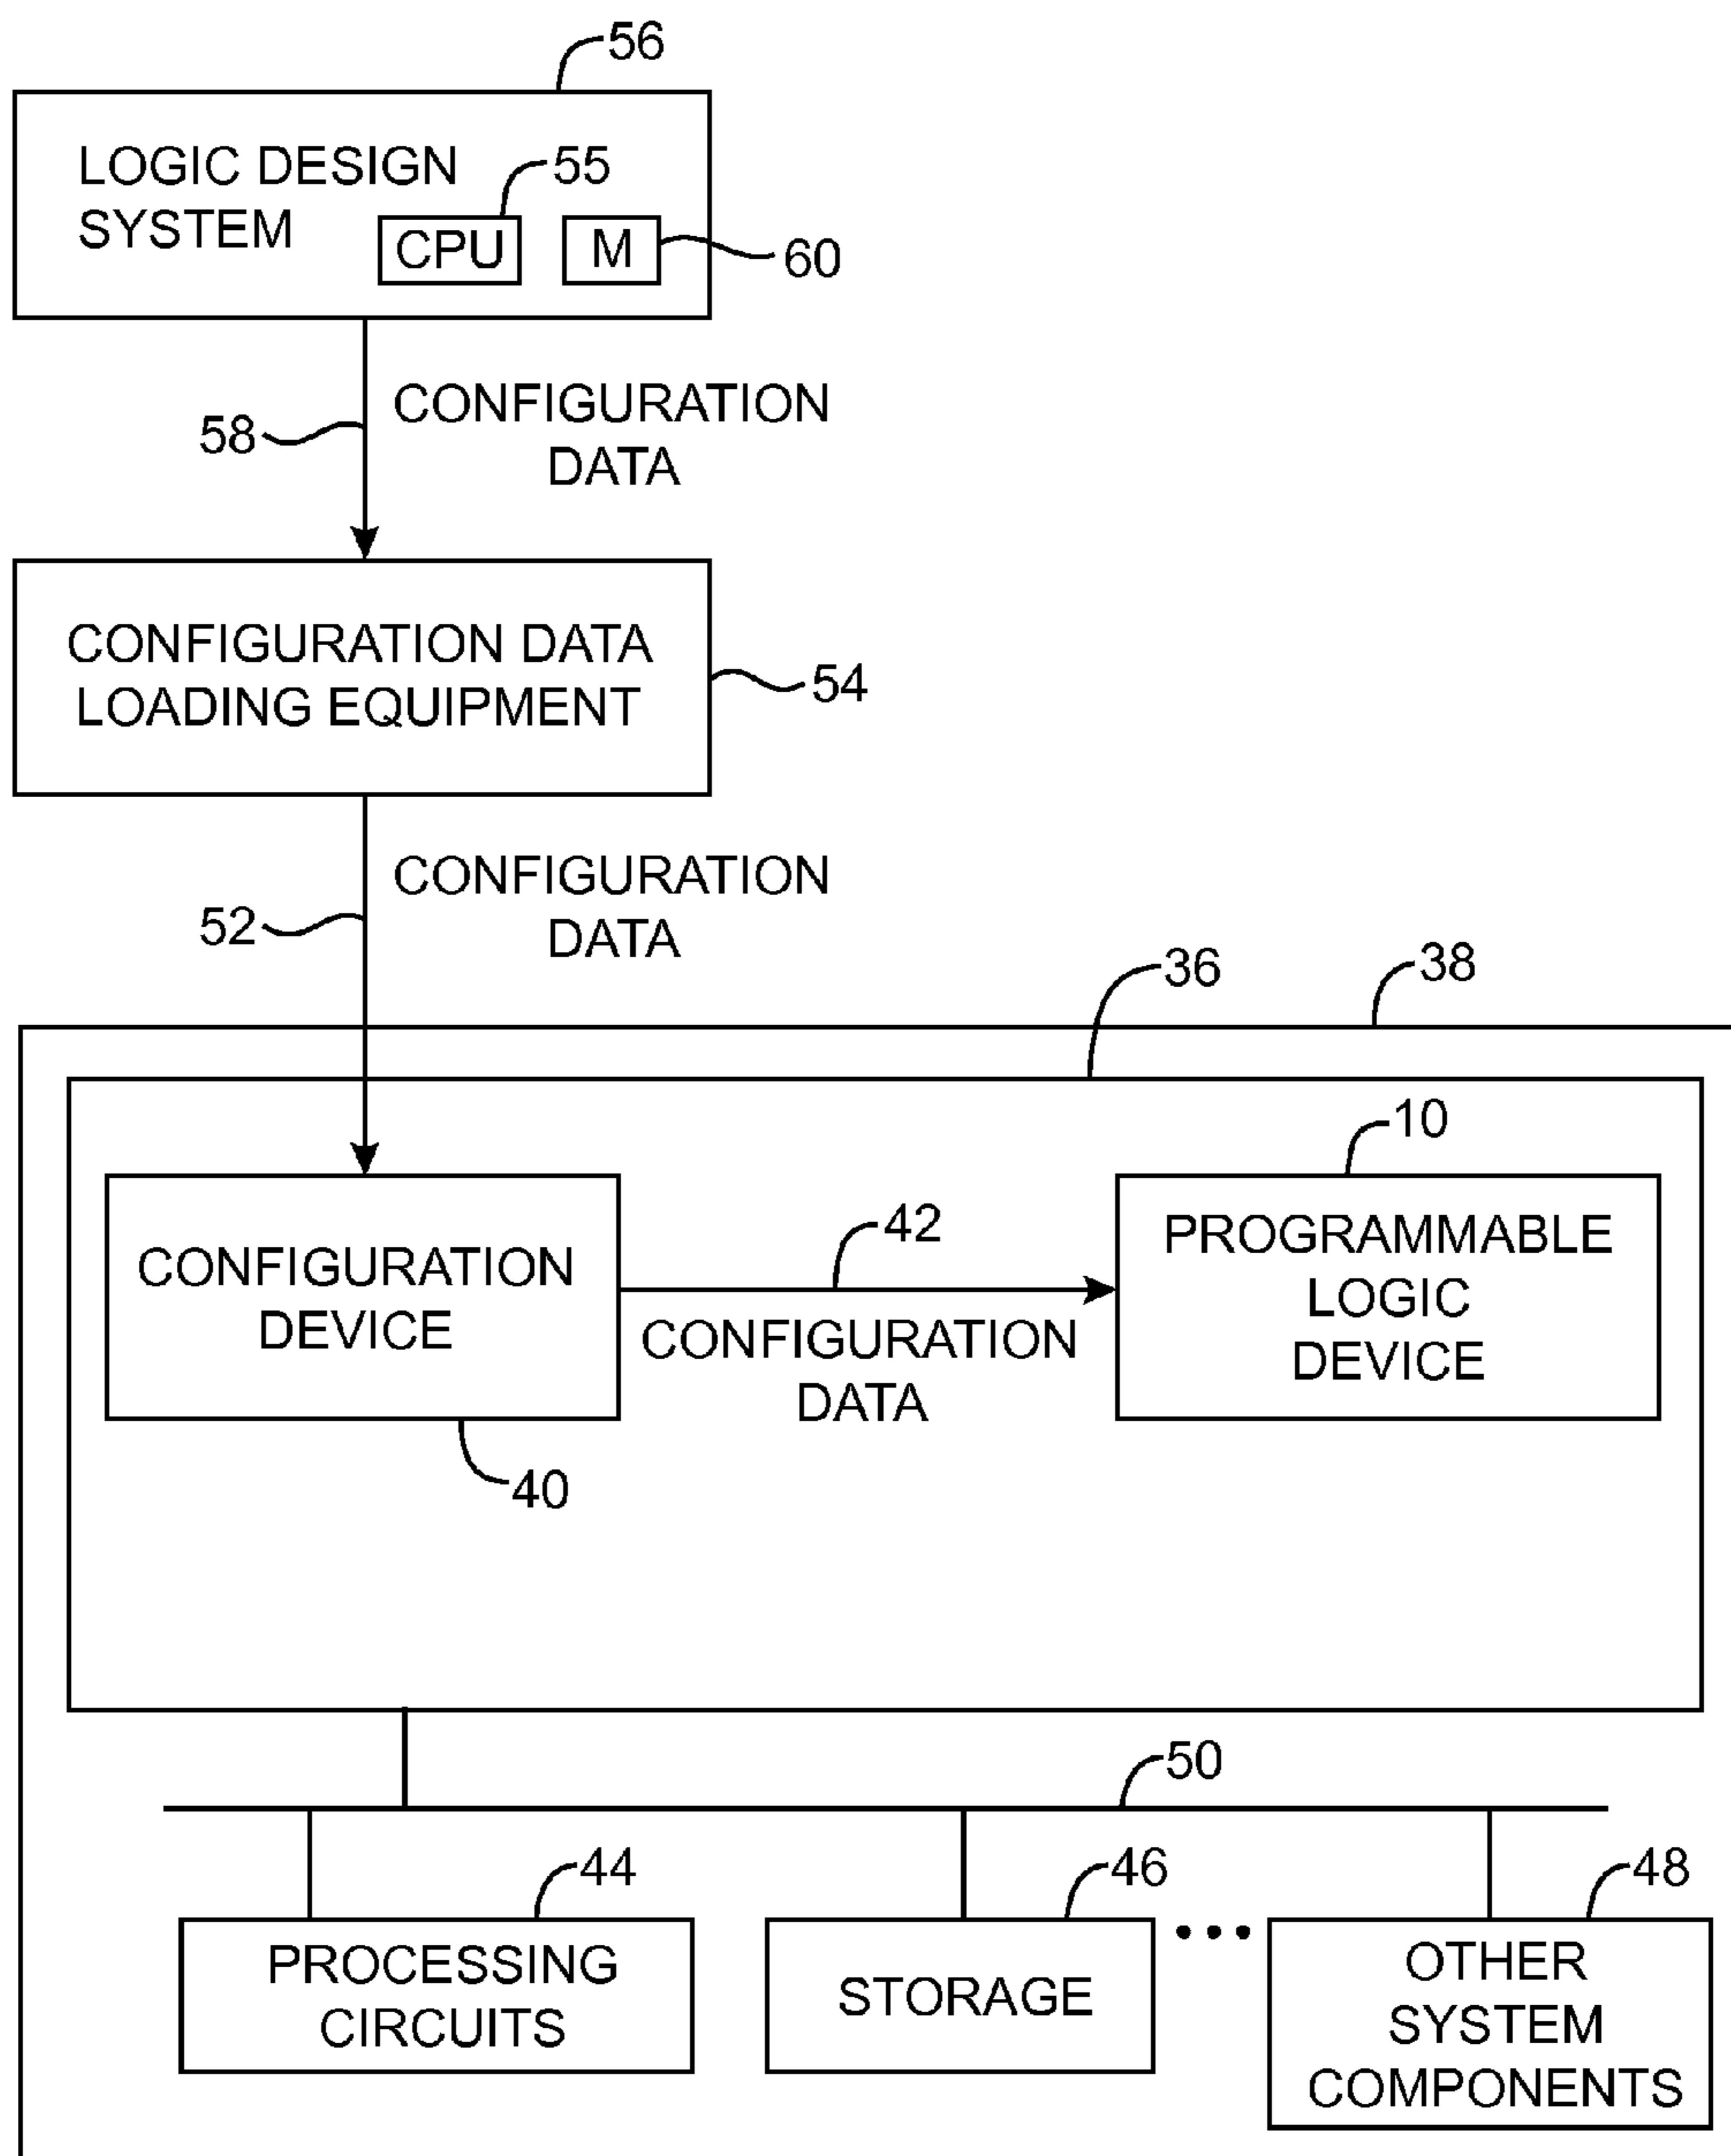 56
LOGIC DESIGN
SYSTEM
55
CPU
M
60
58
CONFIGURATION
DATA
CONFIGURATION DATA
LOADING EQUIPMENT
54
52
CONFIGURATION
DATA
36
38
10
CONFIGURATION
DEVICE
40
42
CONFIGURATION
DATA
PROGRAMMABLE
LOGIC
DEVICE
50
44
46
48
PROCESSING
CIRCUITS
STORAGE
•••
OTHER
SYSTEM
COMPONENTS